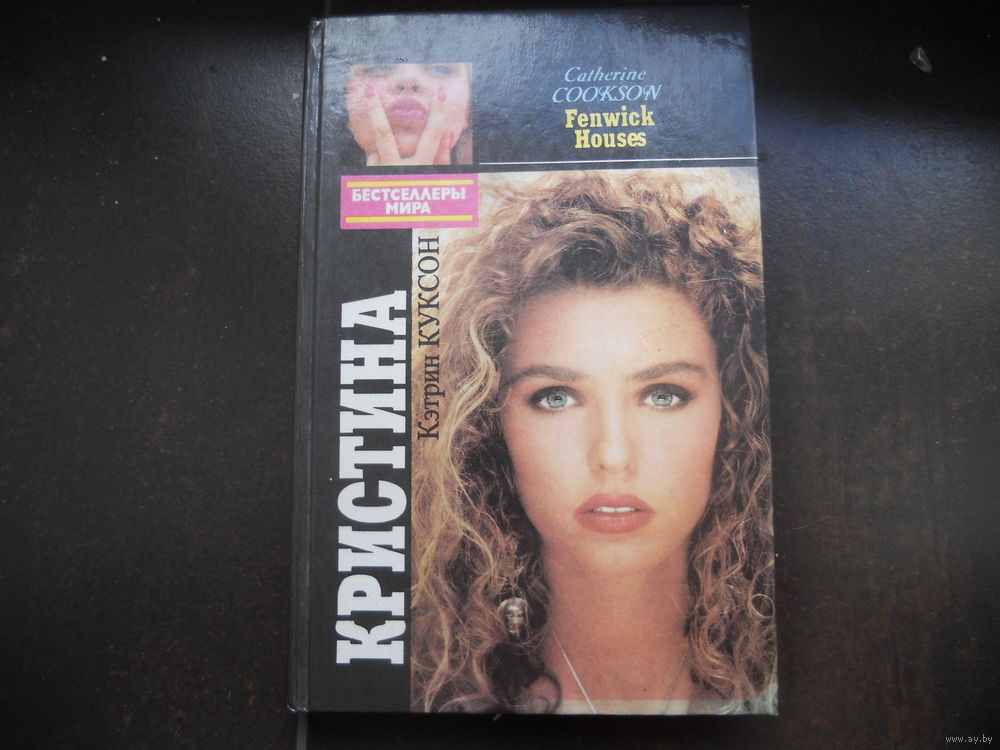 Catherine
COOKSON
Fenwick
Houses
БЕСТСЕЛЛЕРЫ
МИРА
КРИСТИНА
Кэтрин КУКСОН
www.ay.by